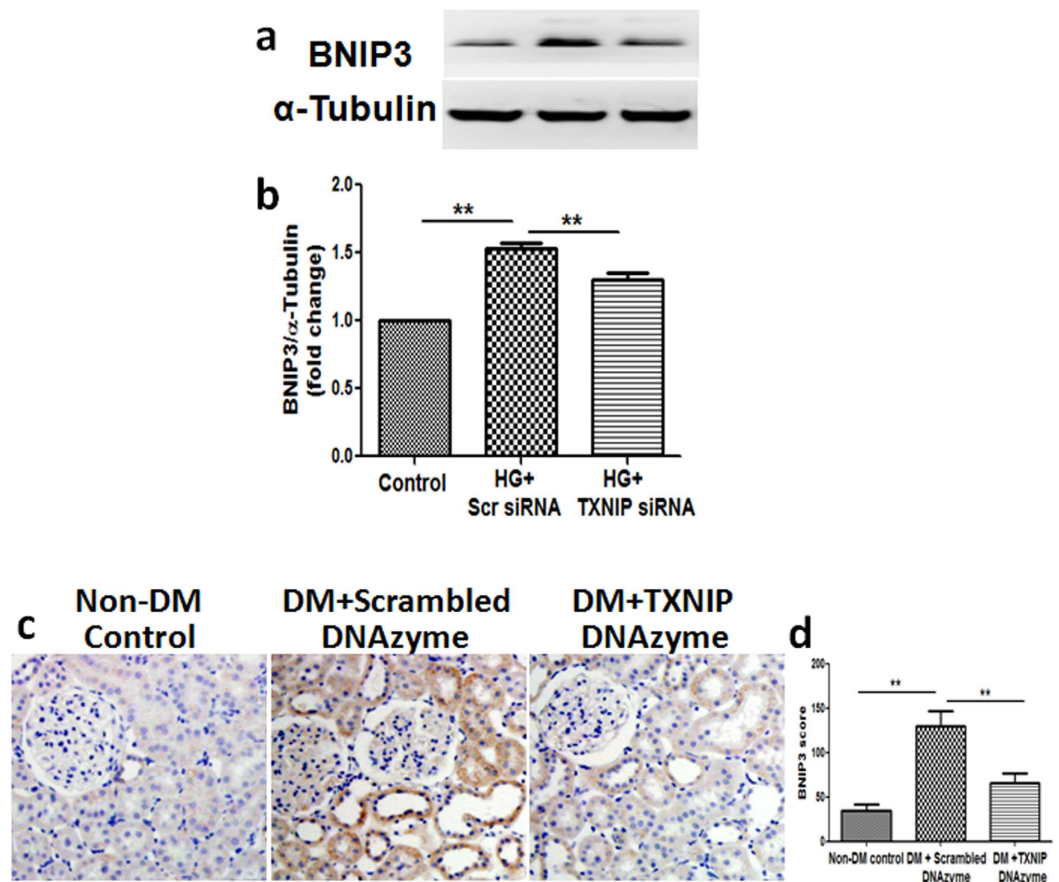 a
BNIP3
α-Tubulin
b
BNIP3/α-Tubulin
(fold change)
2.0
1.5
1.0
0.5
0.0
**
**
Control
HG+
Scr siRNA
HG+
TXNIP siRNA
c
Non-DM
Control
DM+Scrambled
DNAzyme
DM+TXNIP
DNAzyme
d
BNIP3 score
200
150
100
50
0
**
**
Non-DM control
DM + Scrambled
DNAzyme
DM +TXNIP
DNAzyme